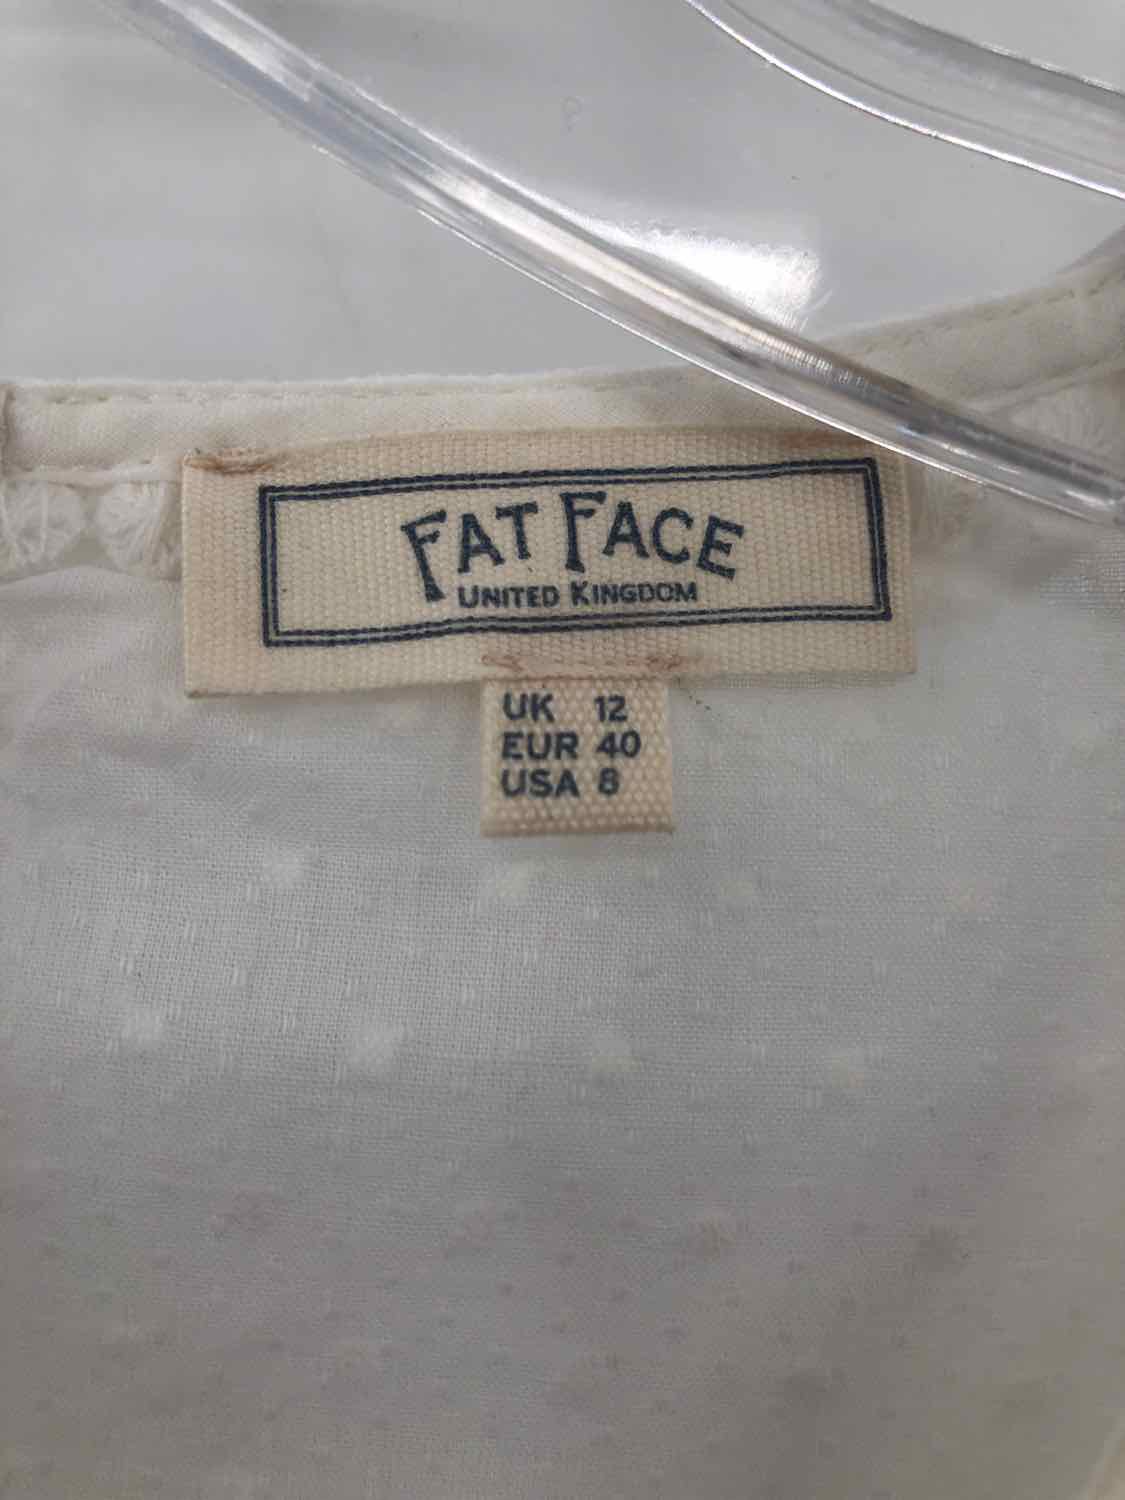 FAT FACE
UNITED KINGDOM
UK 12
EUR 40
USA 8